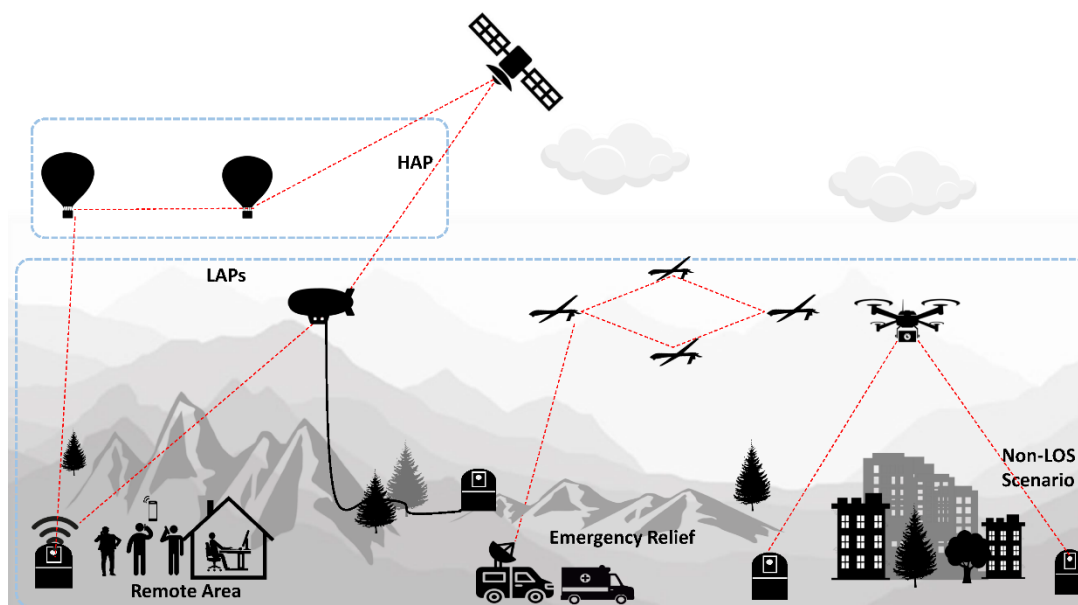 HAP
LAPs
Non-LOS
Scenario
Emergency Relief
Remote Area